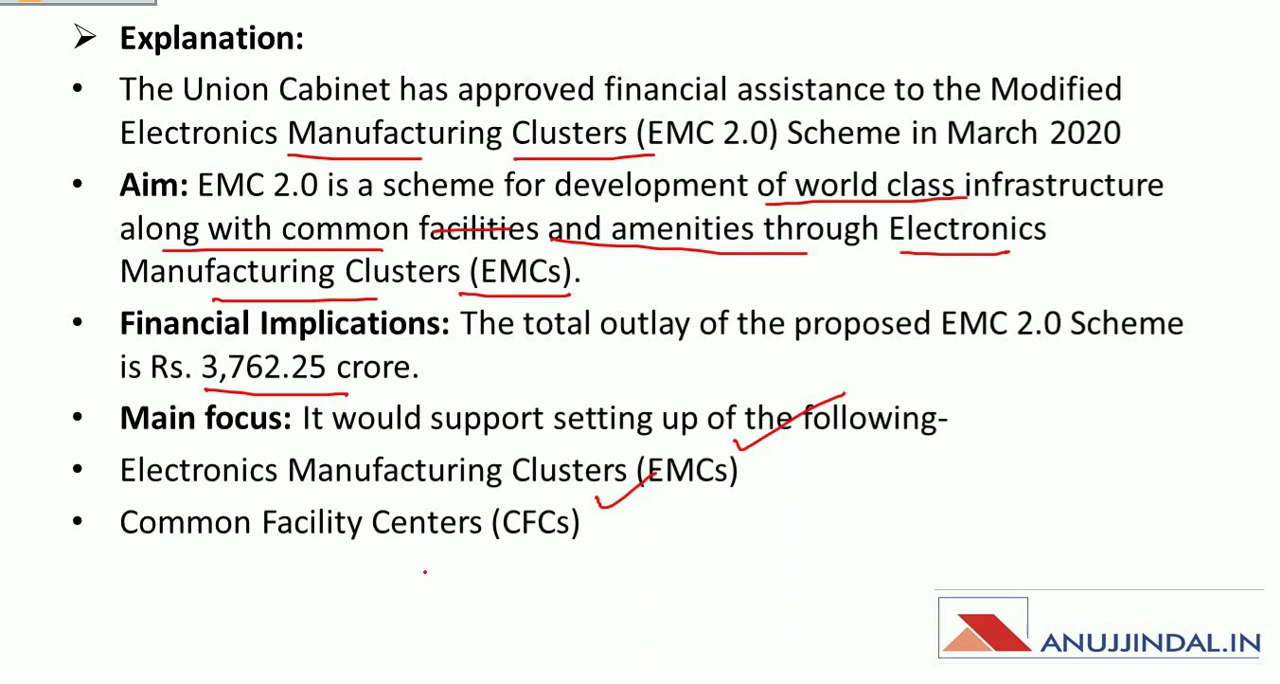 ➢ Explanation:
• The Union Cabinet has approved financial assistance to the Modified
Electronics Manufacturing Clusters (EMC 2.0) Scheme in March 2020
• Aim: EMC 2.0 is a scheme for development of world class infrastructure
along with common facilities and amenities through Electronics
Manufacturing Clusters (EMCs).
• Financial Implications: The total outlay of the proposed EMC 2.0 Scheme
is Rs. 3,762.25 crore.
• Main focus: It would support setting up of the following-
• Electronics Manufacturing Clusters (EMCs)
• Common Facility Centers (CFCs)
ANUJJINDAL.IN